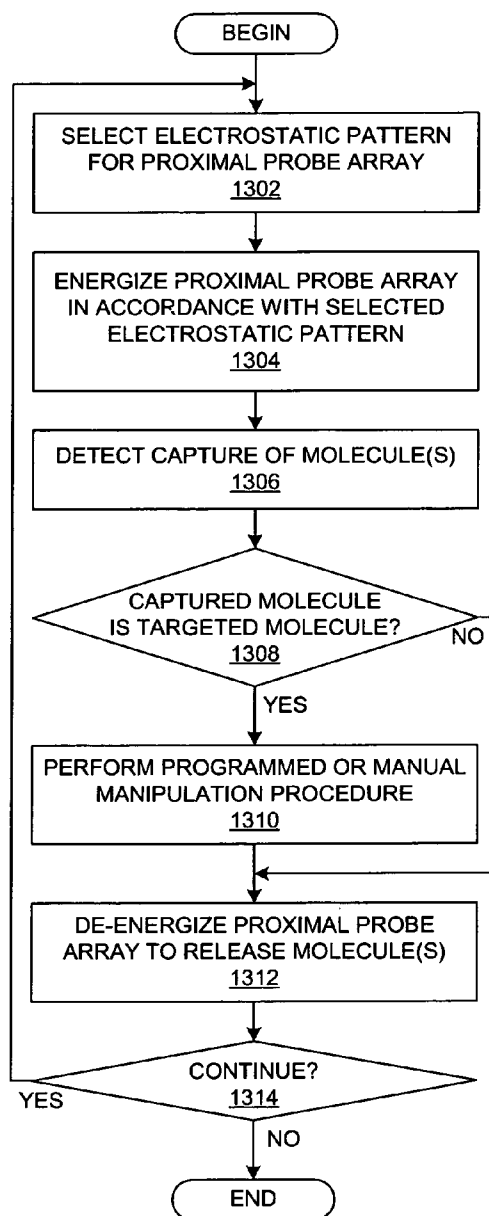 BEGIN
SELECT ELECTROSTATIC PATTERN
FOR PROXIMAL PROBE ARRAY
1302
ENERGIZE PROXIMAL PROBE ARRAY
IN ACCORDANCE WITH SELECTED
ELECTROSTATIC PATTERN
1304
DETECT CAPTURE OF MOLECULE(S)
1306
CAPTURED MOLECULE
IS TARGETED MOLECULE?
1308
NO
YES
PERFORM PROGRAMMED OR MANUAL
MANIPULATION PROCEDURE
1310
DE-ENERGIZE PROXIMAL PROBE
ARRAY TO RELEASE MOLECULE(S)
1312
CONTINUE?
1314
YES
NO
END